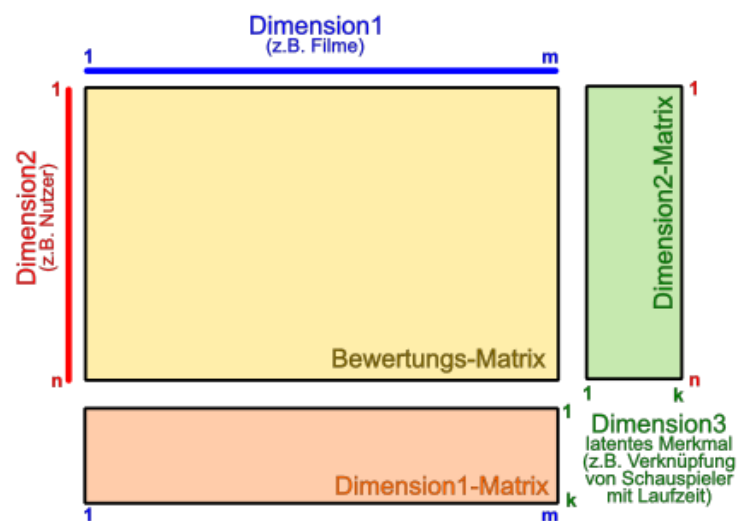 Dimension1
(z.B. Filme)
1 m
1 1
Dimension2
(z.B. Nutzer)
Dimension2-Matrix
Bewertungs-Matrix
n n
1 k
1
Dimension3
latentes Merkmal
(z.B. Verknüpfung
von Schauspieler
mit Laufzeit)
Dimension1-Matrix
k
1 m